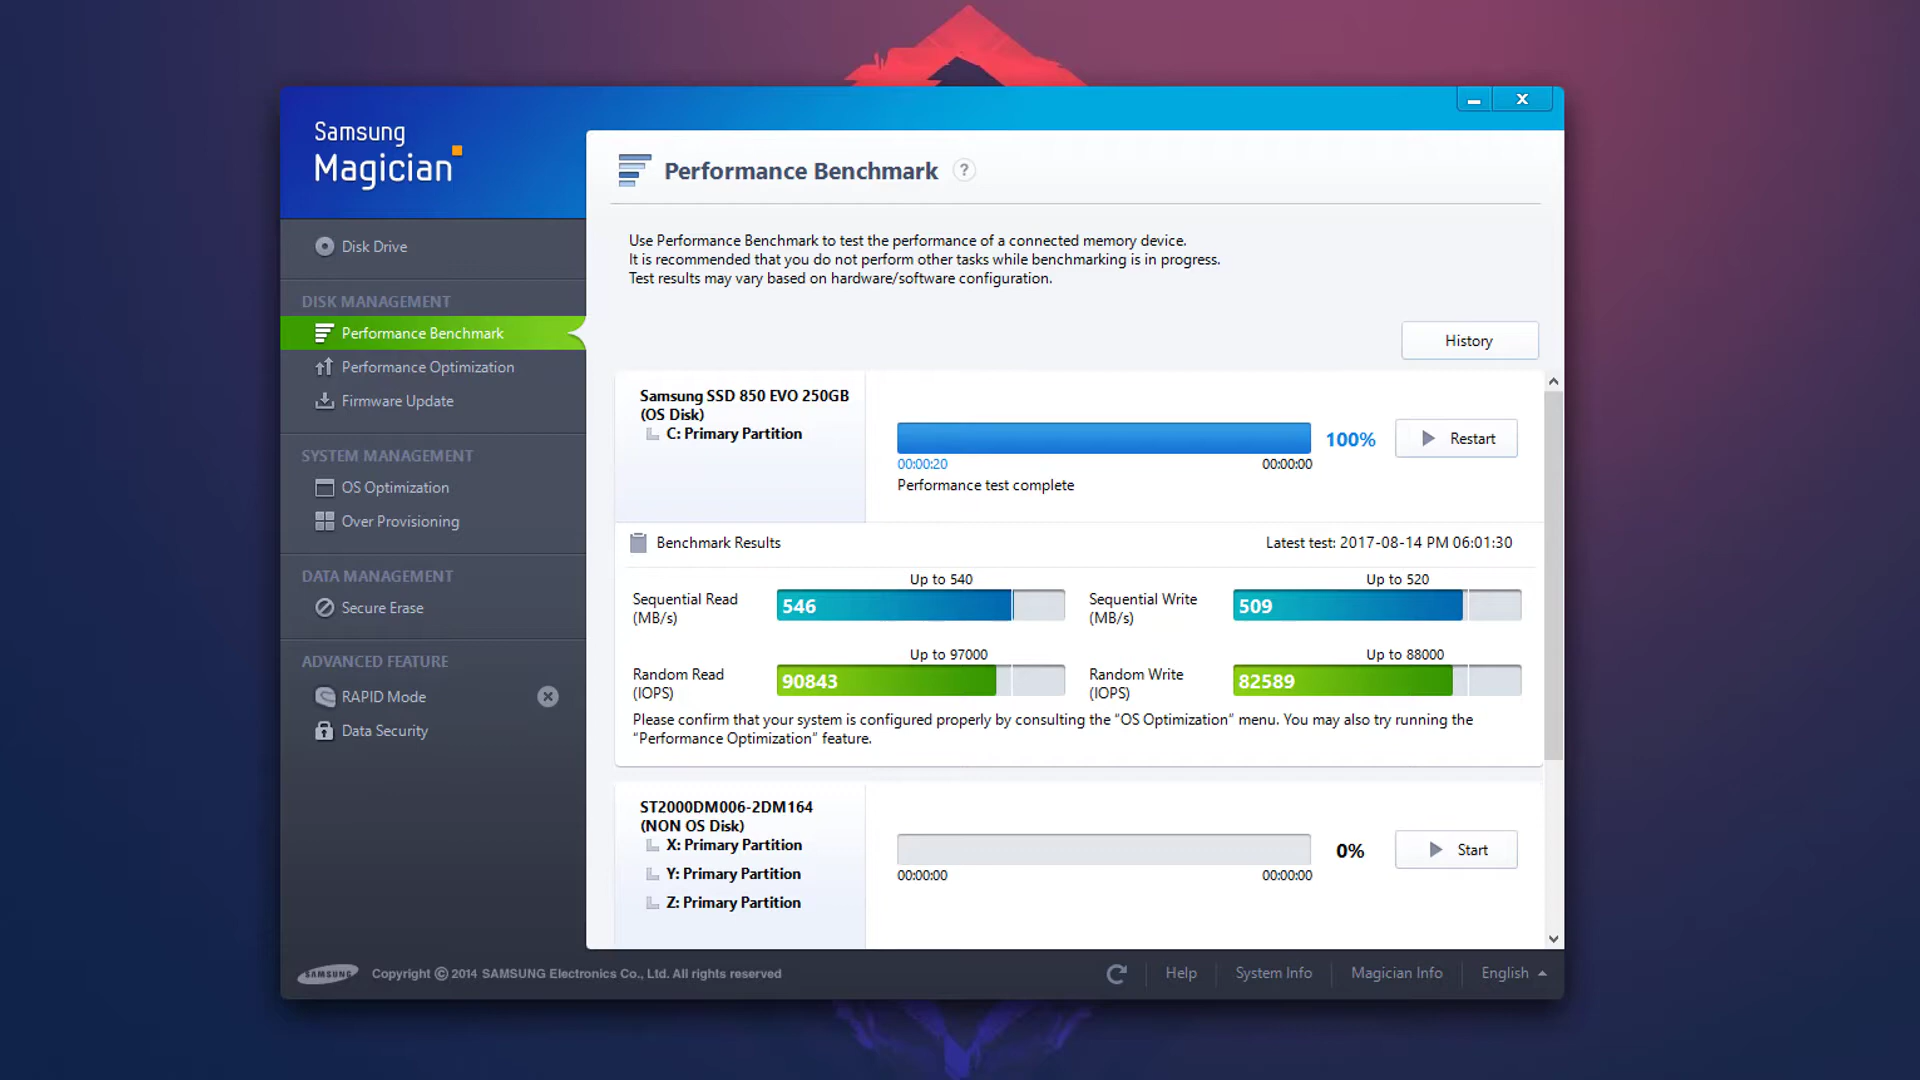 Samsung
Magician
Disk Drive
DISK MANAGEMENT
Performance Benchmark
Performance Optimization
Firmware Update
SYSTEM MANAGEMENT
OS Optimization
Over Provisioning
DATA MANAGEMENT
Secure Erase
ADVANCED FEATURE
RAPID Mode
Data Security
Performance Benchmark ?
Use Performance Benchmark to test the performance of a connected memory device.
It is recommended that you do not perform other tasks while benchmarking is in progress.
Test results may vary based on hardware/software configuration.
History
Samsung SSD 850 EVO 250GB
(OS Disk)
C: Primary Partition
100%
Restart
00:00:20 00:00:00
Performance test complete
Benchmark Results
Latest test: 2017-08-14 PM 06:01:30
Up to 540
Sequential Read
(MB/s)
546
Up to 520
Sequential Write
(MB/s)
509
Up to 97000
Random Read
(IOPS)
90843
Up to 88000
Random Write
(IOPS)
82589
Please confirm that your system is configured properly by consulting the “OS Optimization” menu. You may also try running the
“Performance Optimization” feature.
ST2000DM006-2DM164
(NON OS Disk)
X: Primary Partition
Y: Primary Partition
Z: Primary Partition
0%
Start
00:00:00 00:00:00
SAMSUNG
Copyright © 2014 SAMSUNG Electronics Co., Ltd. All rights reserved
Help
System Info
Magician Info
English